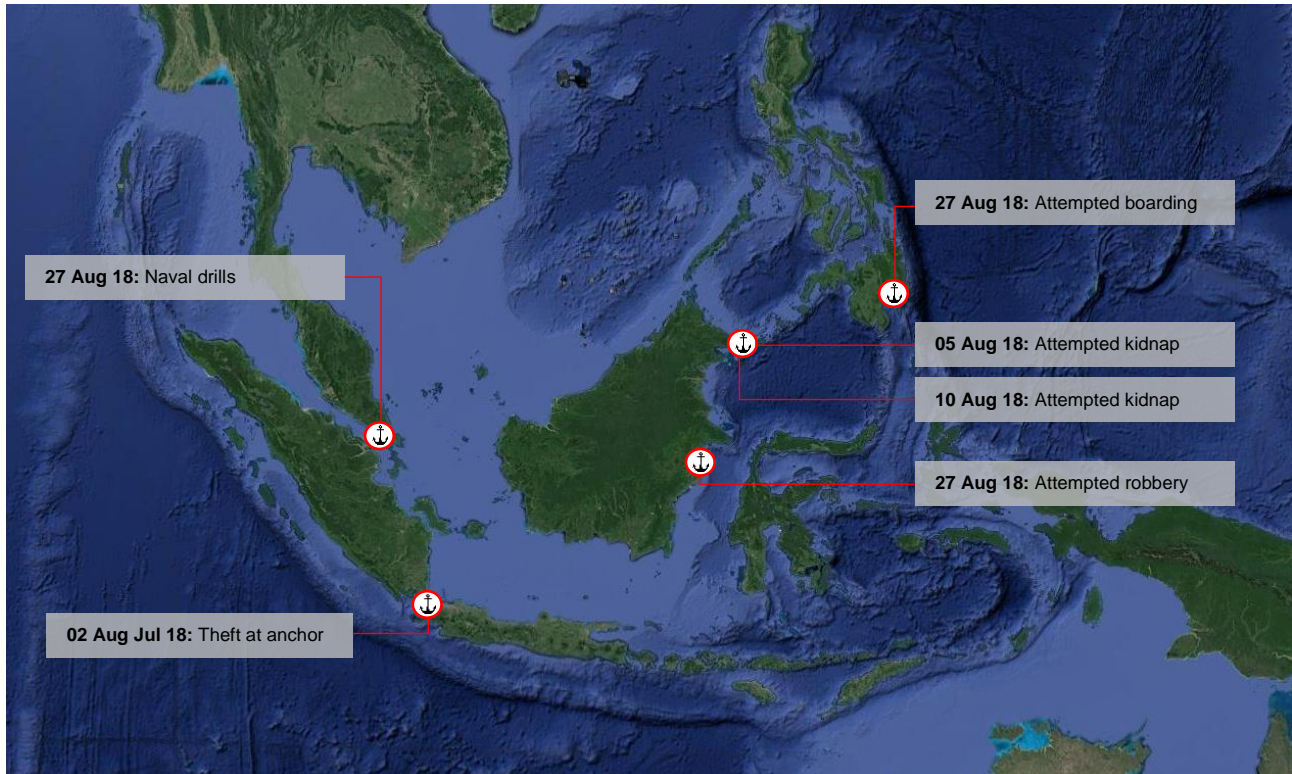 27 Aug 18: Attempted boarding
27 Aug 18: Naval drills
05 Aug 18: Attempted kidnap
10 Aug 18: Attempted kidnap
27 Aug 18: Attempted robbery
02 Aug Jul 18: Theft at anchor